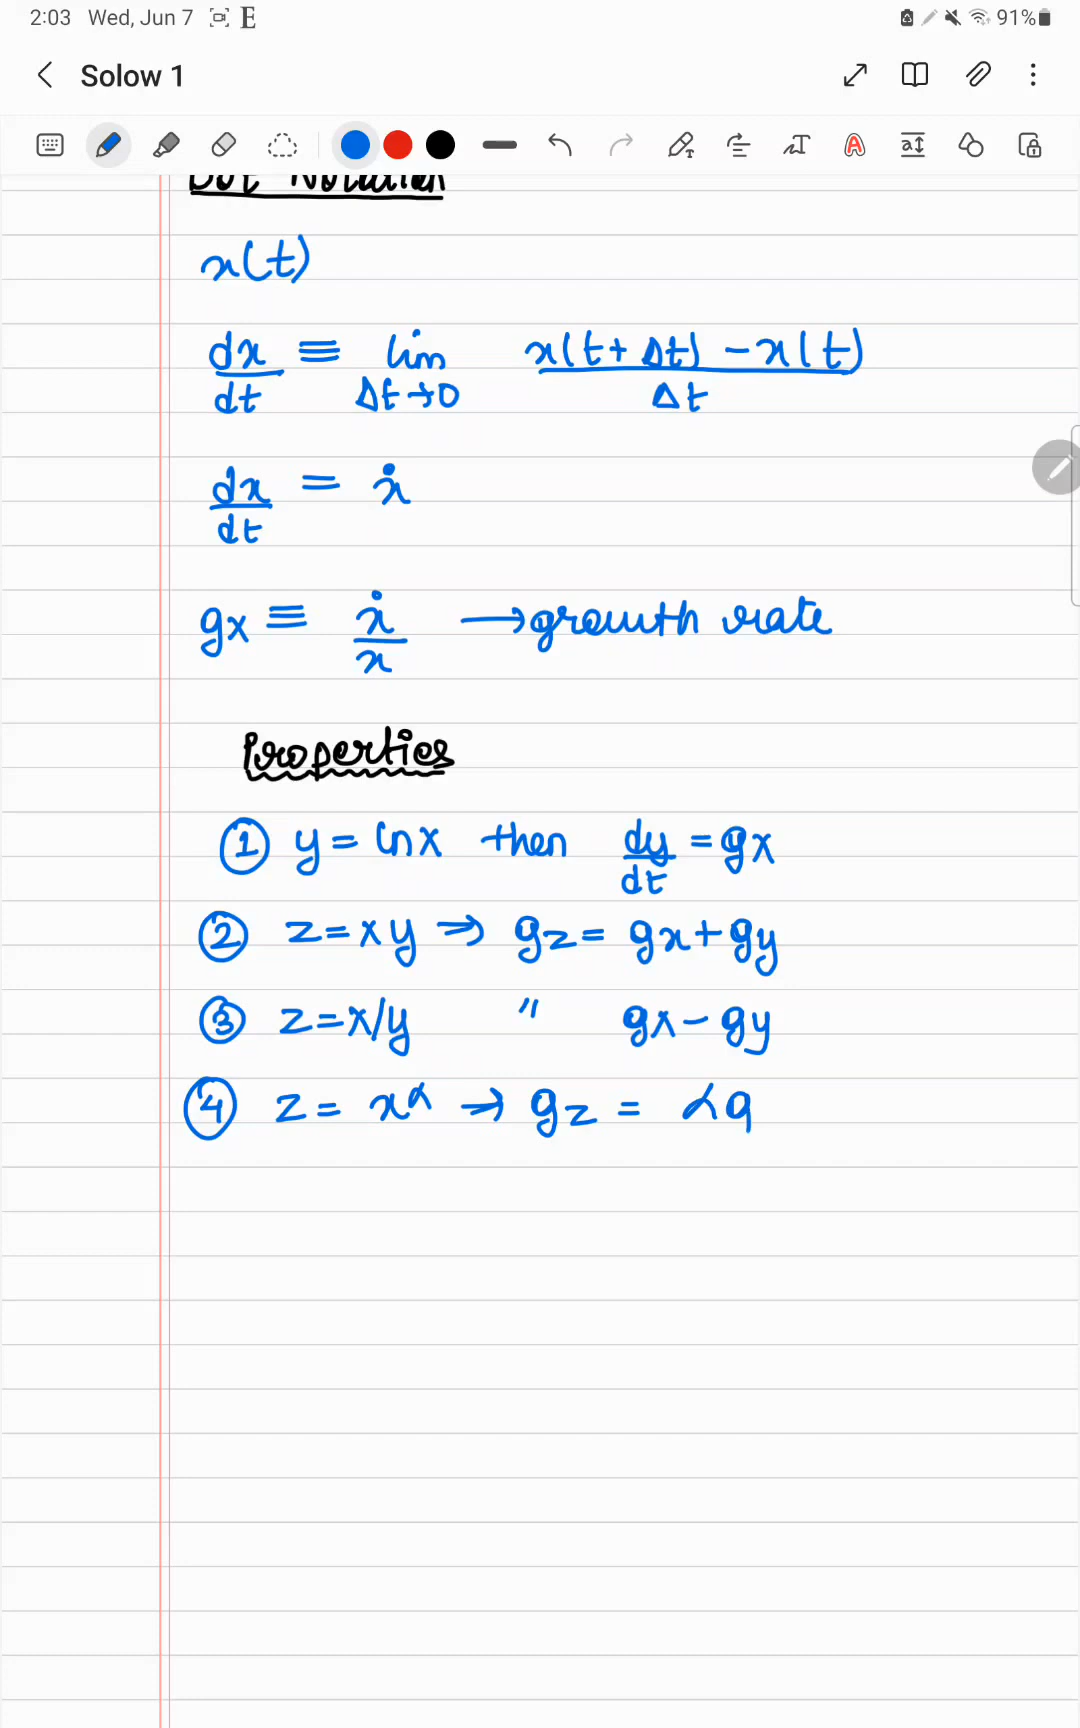 2:03 Wed, Jun 7 E 91%
Solow 1
Dot Notation
x(t)
dx/dt ≡ lim Δt→0 x(t+Δt) − x(t) / Δt
dx/dt = ẋ
gx ≡ ẋ/x → growth rate
Properties
① y = ln x then dy/dt = gx
② z = xy ⇒ gz = gx + gy
③ z = x/y " gx − gy
④ z = x^α → gz = αg